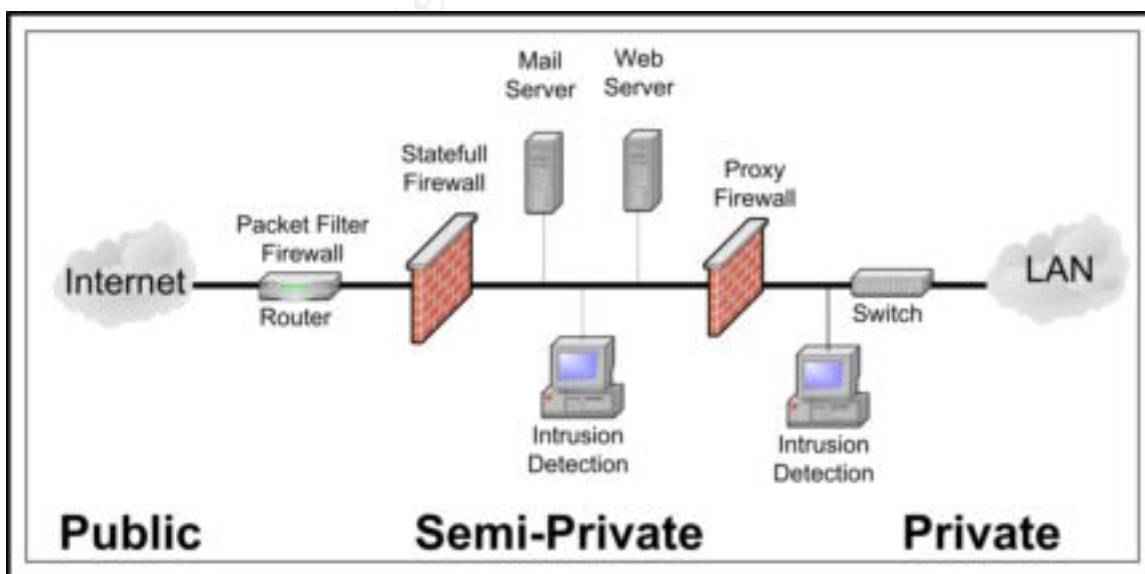 Mail
Server
Web
Server
Statefull
Firewall
Proxy
Firewall
Packet Filter
Firewall
Internet
LAN
Router
Switch
Intrusion
Detection
Intrusion
Detection
Public
Semi-Private
Private